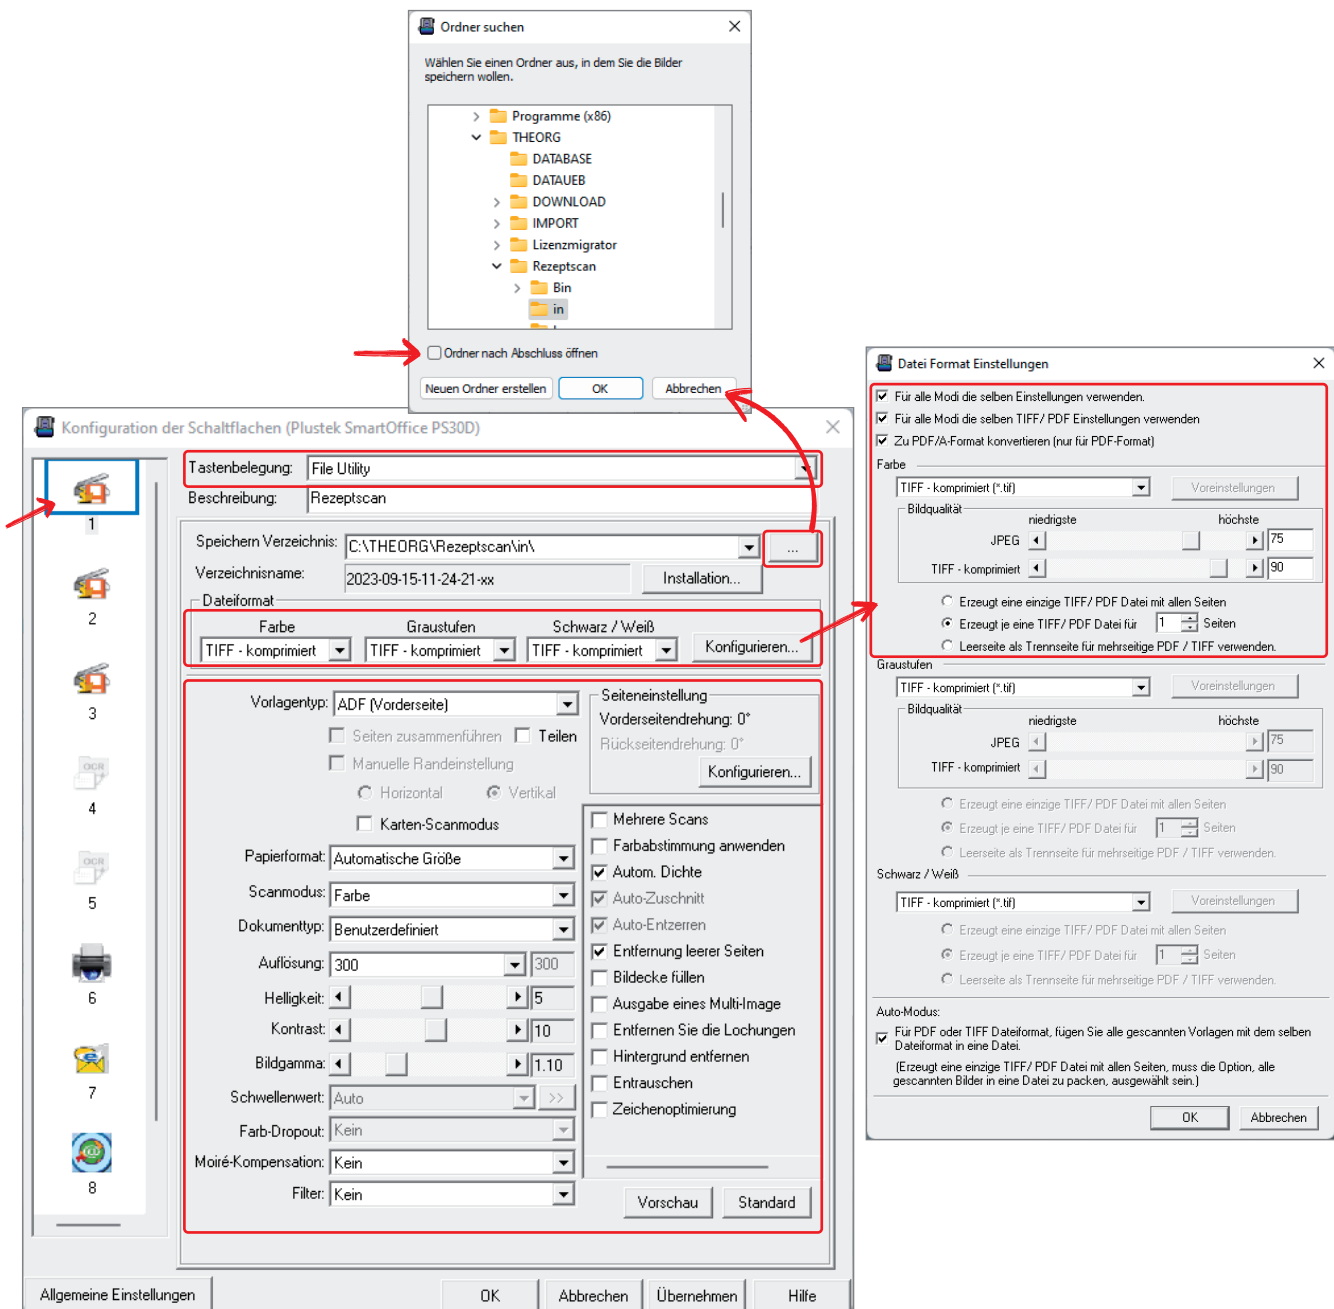 Ordner suchen
Wählen Sie einen Ordner aus, in dem Sie die Bilder
speichern wollen.
Programme (x86)
THEORG
DATABASE
DATAUEB
DOWNLOAD
IMPORT
Lizenzmigrator
Rezeptscan
Bin
in
Ordner nach Abschluss öffnen
Neuen Ordner erstellen OK Abbrechen
Konfiguration der Schaltflachen (Plustek SmartOffice PS30D)
1
2
3
OCR
4
OCR
5
6
7
8
Tastenbelegung: File Utility
Beschreibung: Rezeptscan
Speichern Verzeichnis: C:\THEORG\Rezeptscan\in\ ...
Verzeichnisname: 2023-09-15-11-24-21-xx Installation...
Dateiformat
Farbe Graustufen Schwarz / Weiß
TIFF - komprimiert TIFF - komprimiert TIFF - komprimiert Konfigurieren...
Vorlagentyp: ADF (Vorderseite)
Seiten zusammenführen Teilen
Manuelle Randeinstellung
Horizontal Vertikal
Karten-Scanmodus
Papierformat: Automatische Größe
Scanmodus: Farbe
Dokumenttyp: Benutzerdefiniert
Auflösung: 300 300
Helligkeit: 5
Kontrast: 10
Bildgamma: 1.10
Schwellenwert: Auto >>
Farb-Dropout: Kein
Moiré-Kompensation: Kein
Filter: Kein
Seiteneinstellung
Vorderseitendrehung: 0°
Rückseitendrehung: 0°
Konfigurieren...
Mehrere Scans
Farbabstimmung anwenden
Autom. Dichte
Auto-Zuschnitt
Auto-Entzerren
Entfernung leerer Seiten
Bildecke füllen
Ausgabe eines Multi-Image
Entfernen Sie die Lochungen
Hintergrund entfernen
Entrauschen
Zeichenoptimierung
Vorschau Standard
Allgemeine Einstellungen OK Abbrechen Übernehmen Hilfe
Datei Format Einstellungen
Für alle Modi die selben Einstellungen verwenden.
Für alle Modi die selben TIFF/ PDF Einstellungen verwenden
Zu PDF/A-Format konvertieren (nur für PDF-Format)
Farbe
TIFF - komprimiert (*.tif) Voreinstellungen
Bildqualität
niedrigste höchste
JPEG 75
TIFF - komprimiert 90
Erzeugt eine einzige TIFF/ PDF Datei mit allen Seiten
Erzeugt je eine TIFF/ PDF Datei für 1 Seiten
Leerseite als Trennseite für mehrseitige PDF / TIFF verwenden.
Graustufen
TIFF - komprimiert (*.tif) Voreinstellungen
Bildqualität
niedrigste höchste
JPEG 75
TIFF - komprimiert 90
Erzeugt eine einzige TIFF/ PDF Datei mit allen Seiten
Erzeugt je eine TIFF/ PDF Datei für 1 Seiten
Leerseite als Trennseite für mehrseitige PDF / TIFF verwenden.
Schwarz / Weiß
TIFF - komprimiert (*.tif) Voreinstellungen
Erzeugt eine einzige TIFF/ PDF Datei mit allen Seiten
Erzeugt je eine TIFF/ PDF Datei für 1 Seiten
Leerseite als Trennseite für mehrseitige PDF / TIFF verwenden.
Auto-Modus:
Für PDF oder TIFF Dateiformat, fügen Sie alle gescannten Vorlagen mit dem selben
Dateiformat in eine Datei.
(Erzeugt eine einzige TIFF/ PDF Datei mit allen Seiten, muss die Option, alle
gescannten Bilder in eine Datei zu packen, ausgewählt sein.)
OK Abbrechen